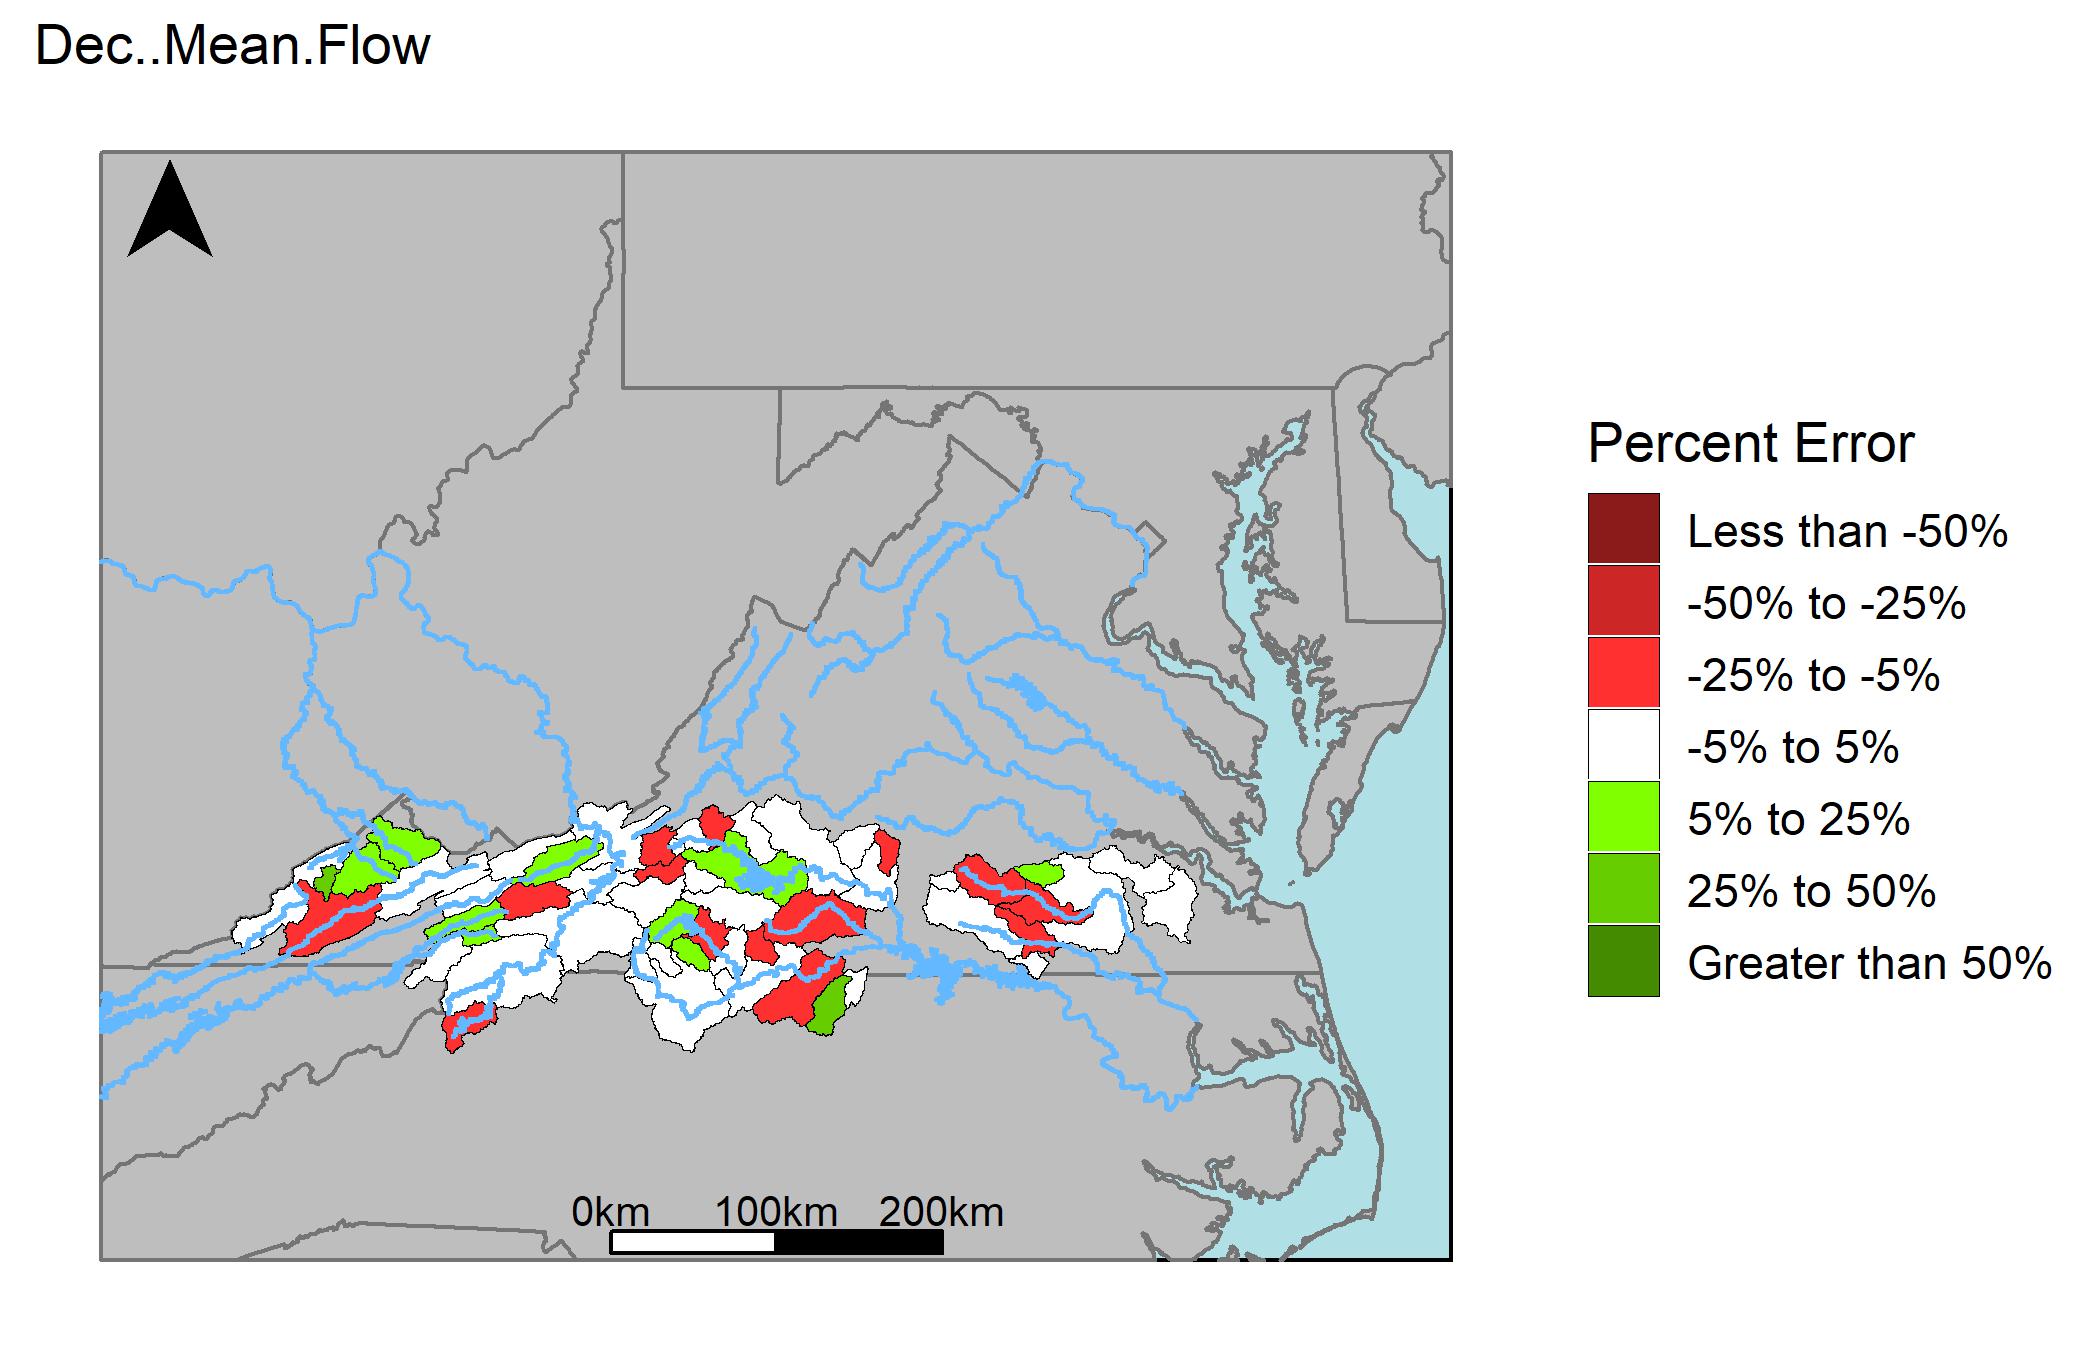 Dec..Mean.Flow
Percent Error
Less than -50%
-50% to -25%
-25% to -5%
-5% to 5%
5% to 25%
25% to 50%
Greater than 50%
0km 100km 200km